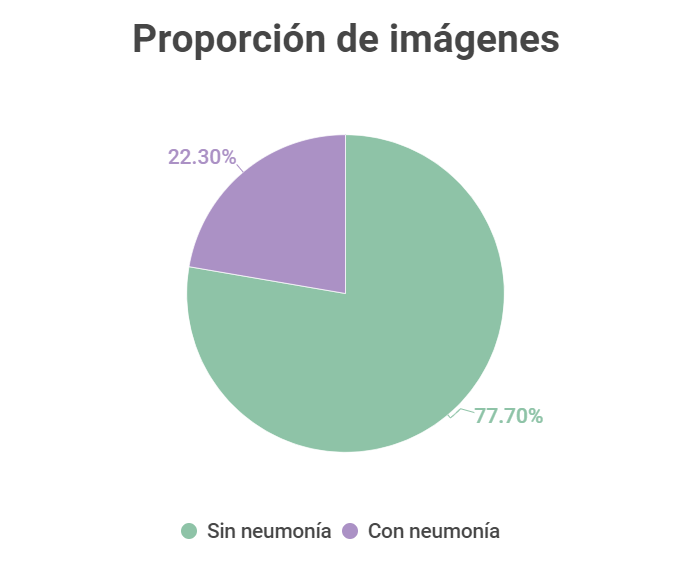 Proporción de imágenes
22.30%
77.70%
Sin neumonía
Con neumonía